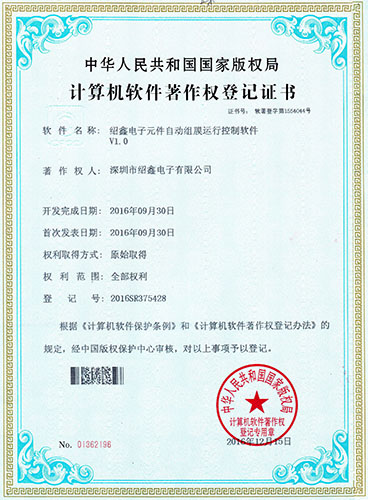 中华人民共和国国家版权局
计算机软件著作权登记证书
证书号： 软著登字第1554044号
软件名称： 绍鑫电子元件自动组膜运行控制软件
V1.0
著作权人： 深圳市绍鑫电子有限公司
开发完成日期： 2016年09月30日
首次发表日期： 2016年09月30日
权利取得方式： 原始取得
权利范围： 全部权利
登记号： 2016SR375428
根据《计算机软件保护条例》和《计算机软件著作权登记办法》的
规定，经中国版权保护中心审核，对以上事项予以登记。
中华人民共和国国家版权局
计算机软件著作权
登记专用章
2016年12月15日
No. 01362196